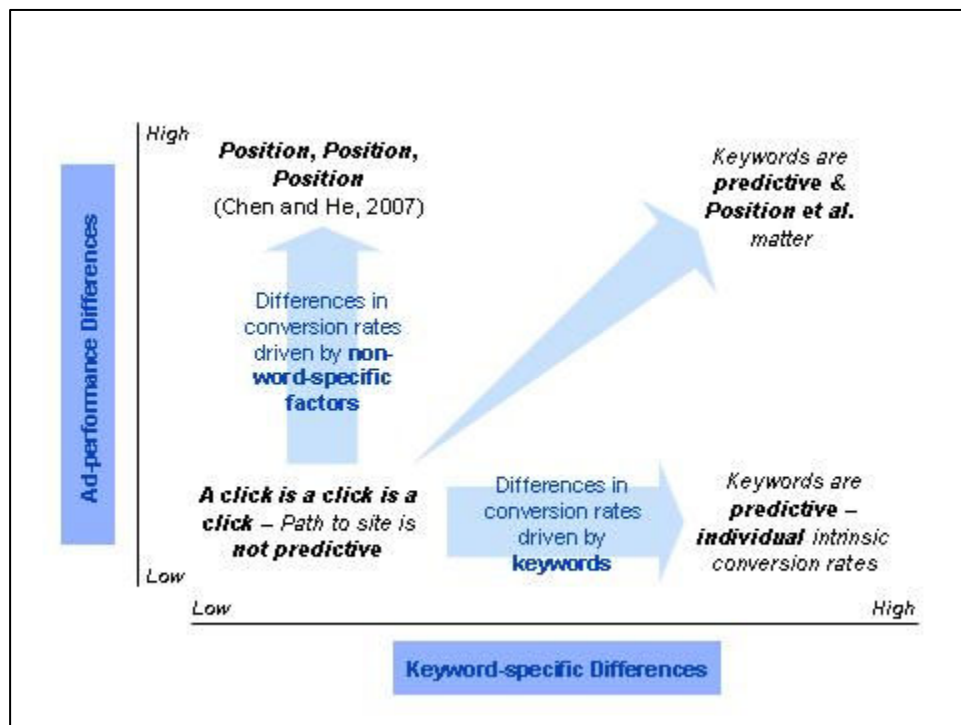 High
Position, Position,
Position
(Chen and He, 2007)
Keywords are
predictive &
Position et al.
matter
Ad-performance Differences
Differences in
conversion rates
driven by non-
word-specific
factors
A click is a click is a
click – Path to site is
not predictive
Differences in
conversion rates
driven by
keywords
Keywords are
predictive –
individual intrinsic
conversion rates
Low
Low
High
Keyword-specific Differences